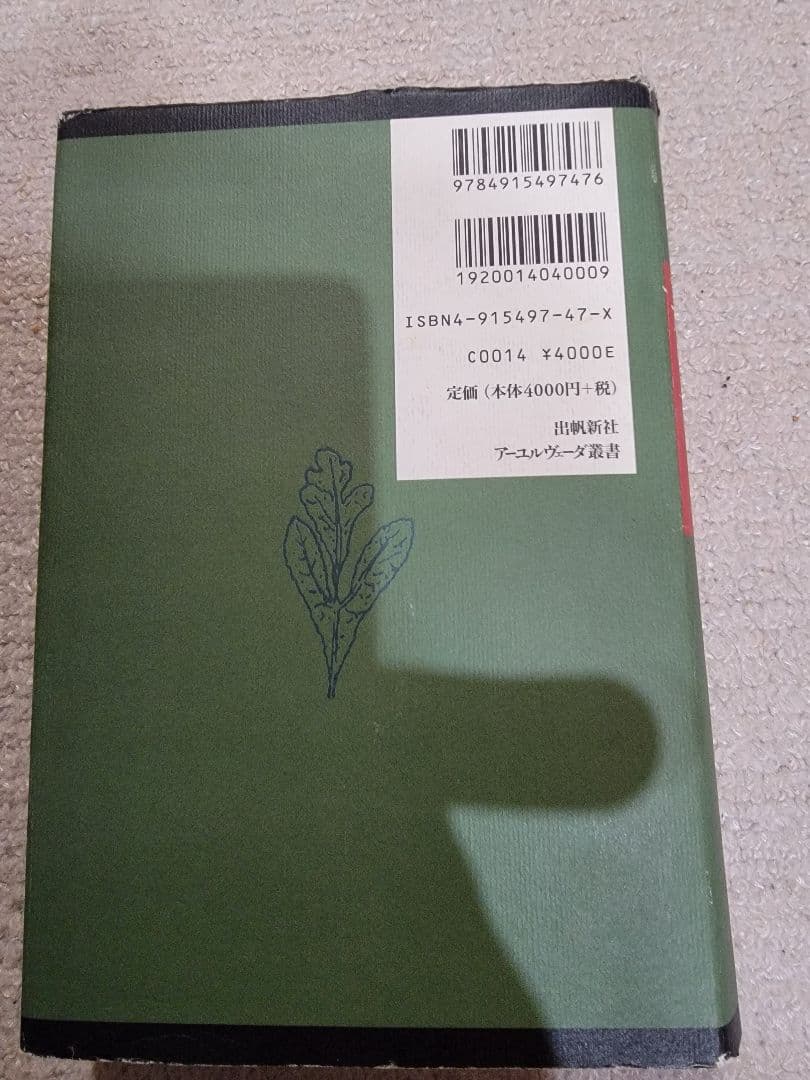 9784915497476
1920014040009
ISBN4-915497-47-X
C0014 ¥4000E
定価（本体4000円+税）
出帆新社
アーユルヴェーダ叢書